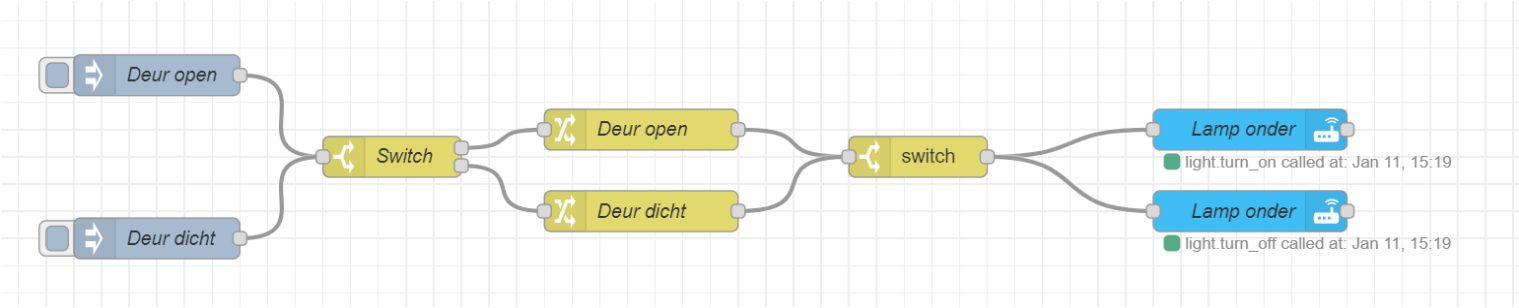 Deur open
Deur dicht
Switch
Deur open
Deur dicht
switch
Lamp onder
light.turn_on called at: Jan 11, 15:19
Lamp onder
light.turn_off called at: Jan 11, 15:19